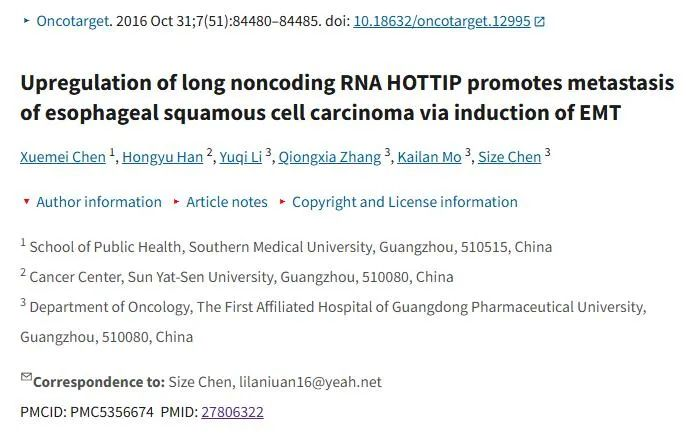 Oncotarget. 2016 Oct 31;7(51):84480–84485. doi: 10.18632/oncotarget.12995
Upregulation of long noncoding RNA HOTTIP promotes metastasis
of esophageal squamous cell carcinoma via induction of EMT
Xuemei Chen 1, Hongyu Han 2, Yuqi Li 3, Qiongxia Zhang 3, Kailan Mo 3, Size Chen 3
Author information Article notes Copyright and License information
1 School of Public Health, Southern Medical University, Guangzhou, 510515, China
2 Cancer Center, Sun Yat-Sen University, Guangzhou, 510080, China
3 Department of Oncology, The First Affiliated Hospital of Guangdong Pharmaceutical University,
Guangzhou, 510080, China
Correspondence to: Size Chen, lilaniuan16@yeah.net
PMCID: PMC5356674 PMID: 27806322